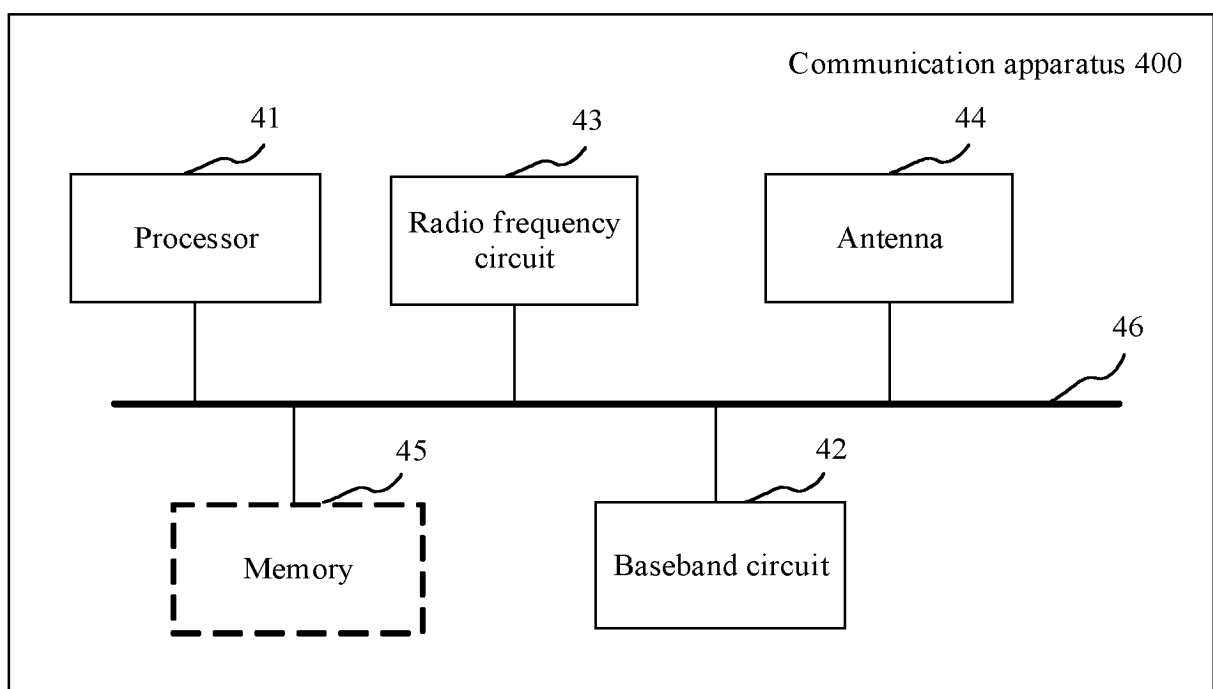 Communication apparatus 400
41
43
44
Processor
Radio frequency
circuit
Antenna
46
45
42
Memory
Baseband circuit